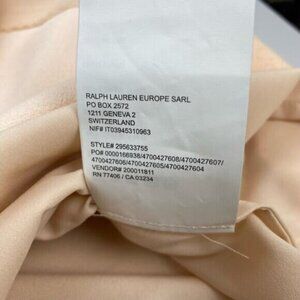 RALPH LAUREN EUROPE SARL
PO BOX 2572
1211 GENEVA 2
SWITZERLAND
NIF# IT03945310963
STYLE# 295633755
PO# 0000166938/4700427608/4700427607/
4700427606/4700427605/4700427604
VENDOR# 200011811
RN 77406 / CA 03234